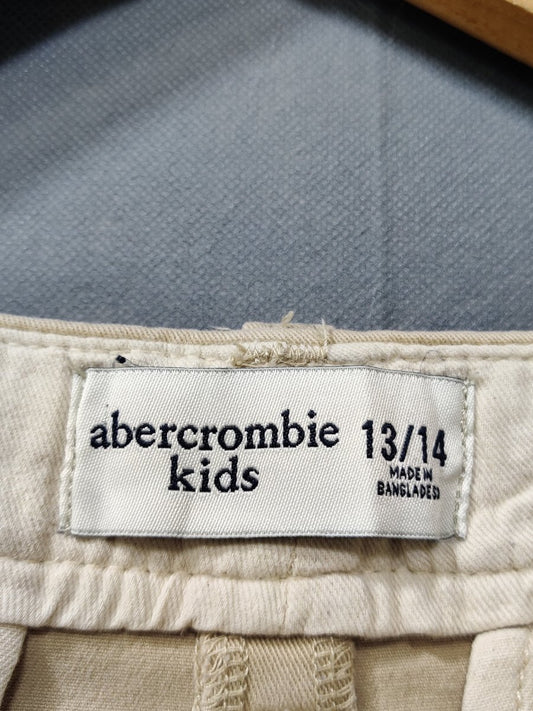 abercrombie
kids
13/14
MADE IN
BANGLADESH